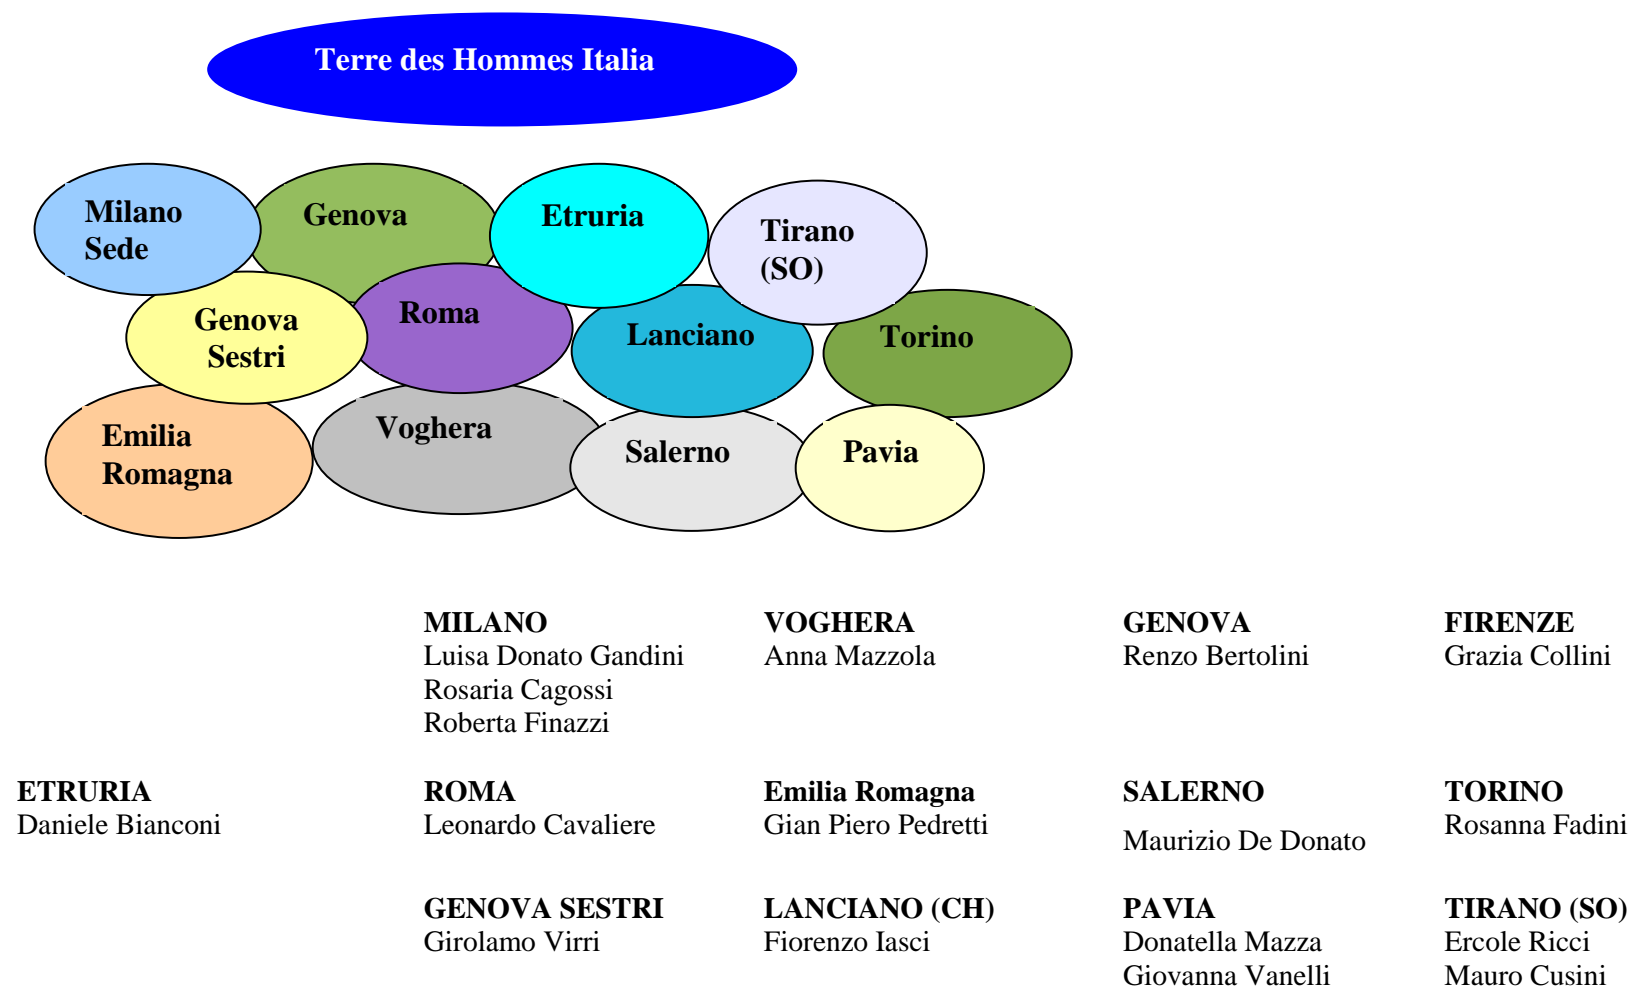 Terre des Hommes Italia
Milano
Sede
Genova
Etruria
Tirano
(SO)
Genova
Sestri
Roma
Lanciano
Torino
Emilia
Romagna
Voghera
Salerno
Pavia
MILANO
Luisa Donato Gandini
Rosaria Cagossi
Roberta Finazzi
VOGHERA
Anna Mazzola
GENOVA
Renzo Bertolini
FIRENZE
Grazia Collini
ETRURIA
Daniele Bianconi
ROMA
Leonardo Cavaliere
Emilia Romagna
Gian Piero Pedretti
SALERNO
Maurizio De Donato
TORINO
Rosanna Fadini
GENOVA SESTRI
Girolamo Virri
LANCIANO (CH)
Fiorenzo Iasci
PAVIA
Donatella Mazza
Giovanna Vanelli
TIRANO (SO)
Ercole Ricci
Mauro Cusini